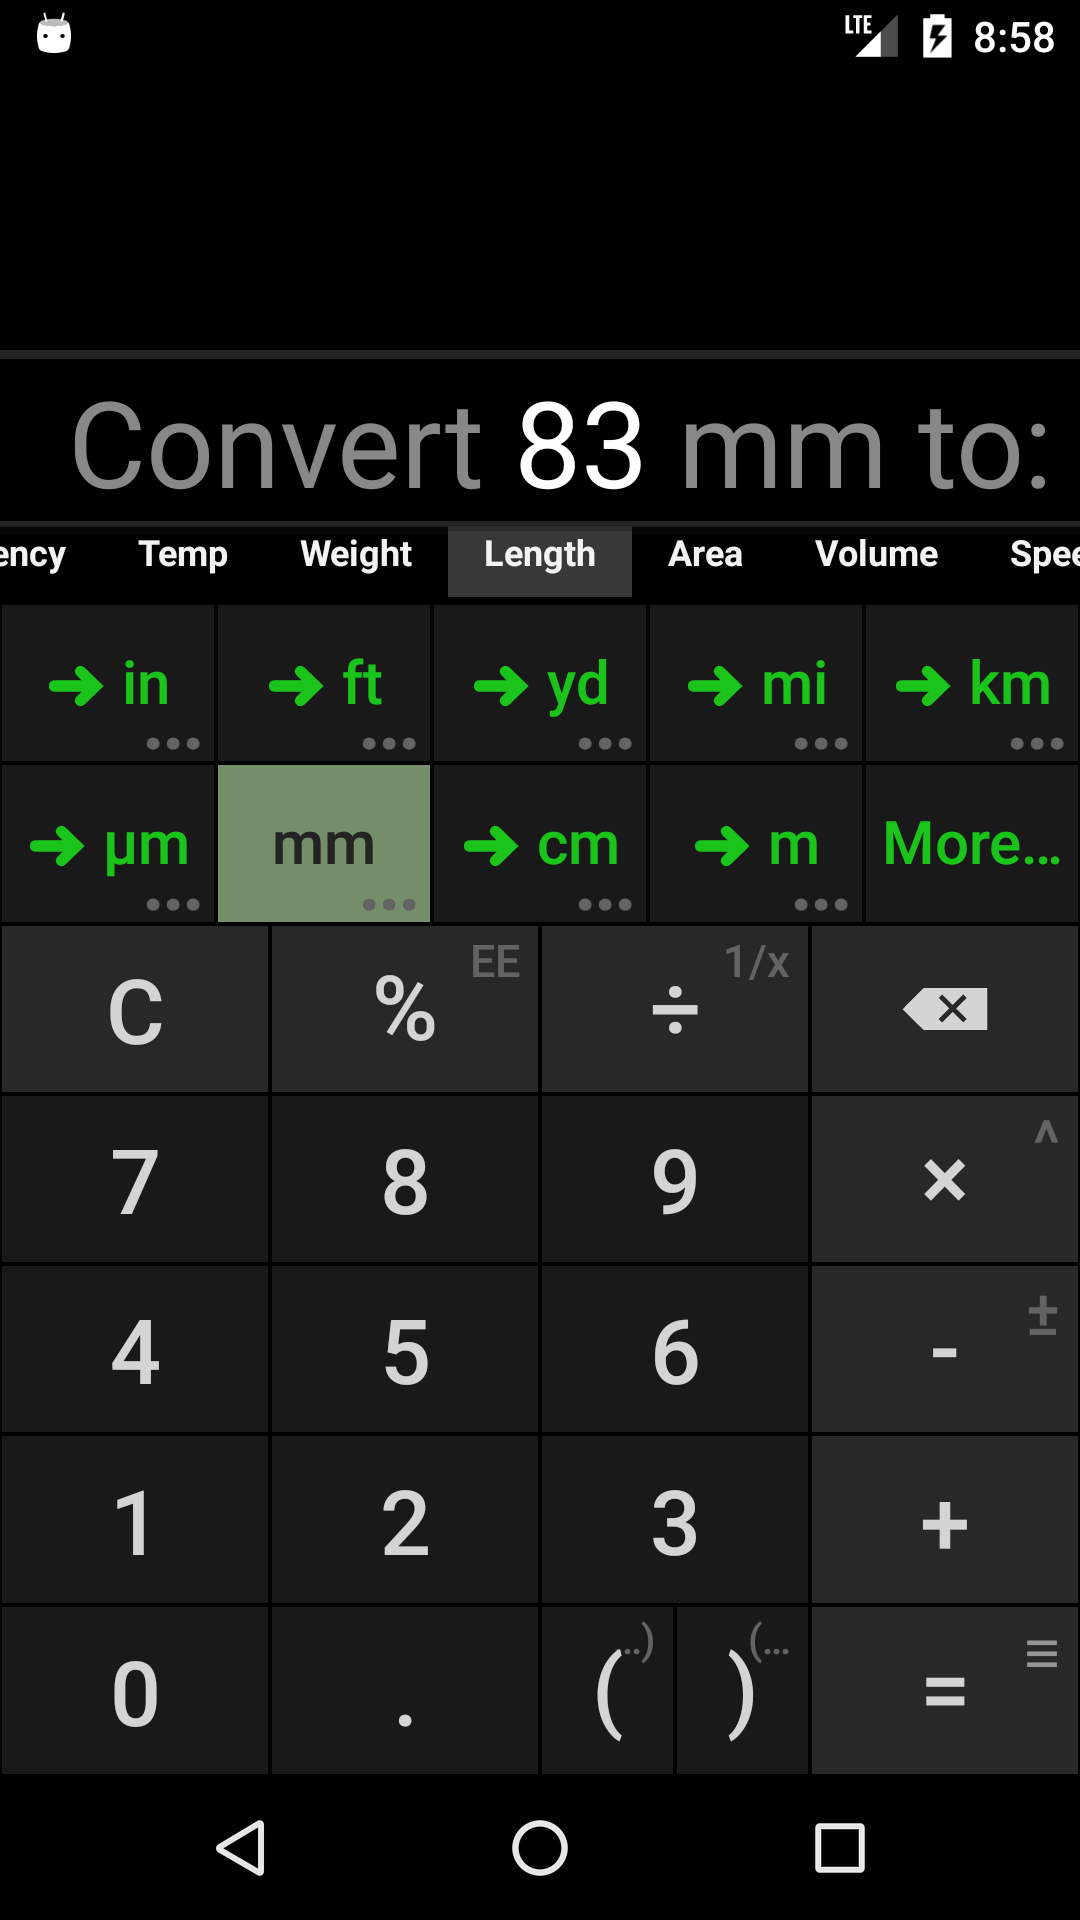 LTE 8:58
Convert 83 mm to:
ency Temp Weight Length Area Volume Spee
in ft yd mi km
µm mm cm m More...
C % EE ÷ 1/x
7 8 9 × ^
4 5 6 - ±
1 2 3 +
0 . ( ..) ) (... =